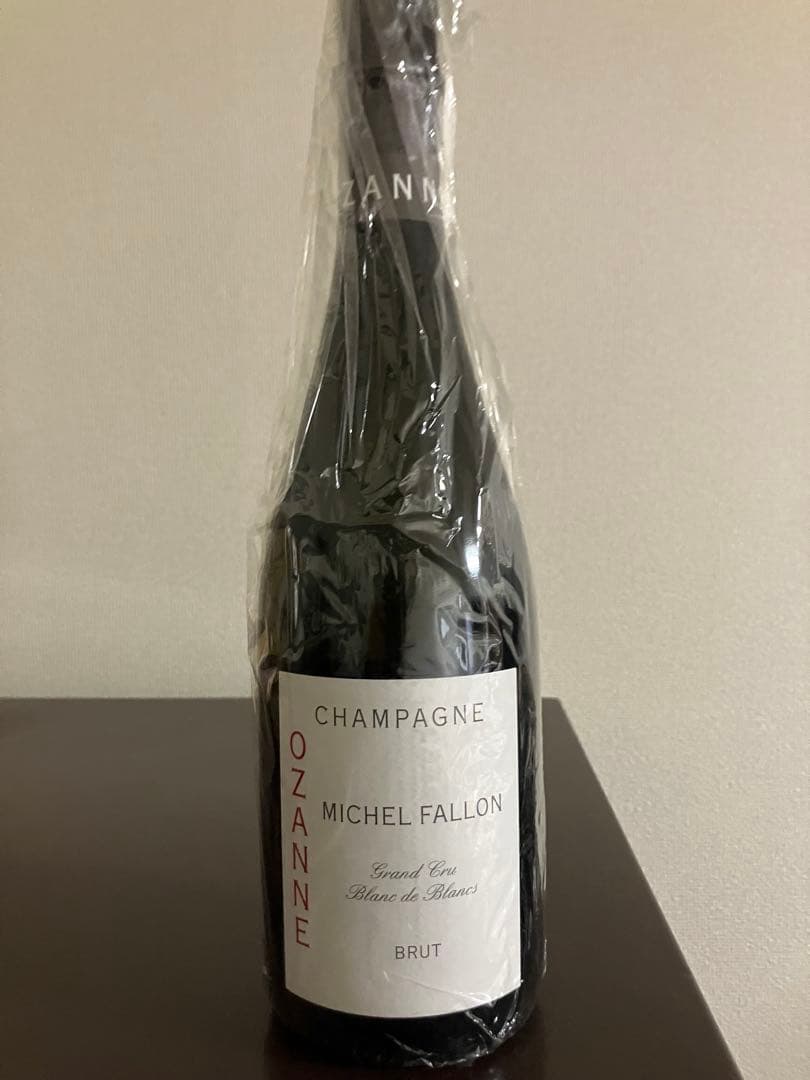 ZANN
CHAMPAGNE
OZANNE
MICHEL FALLON
Grand Cru
Blanc de Blancs
BRUT